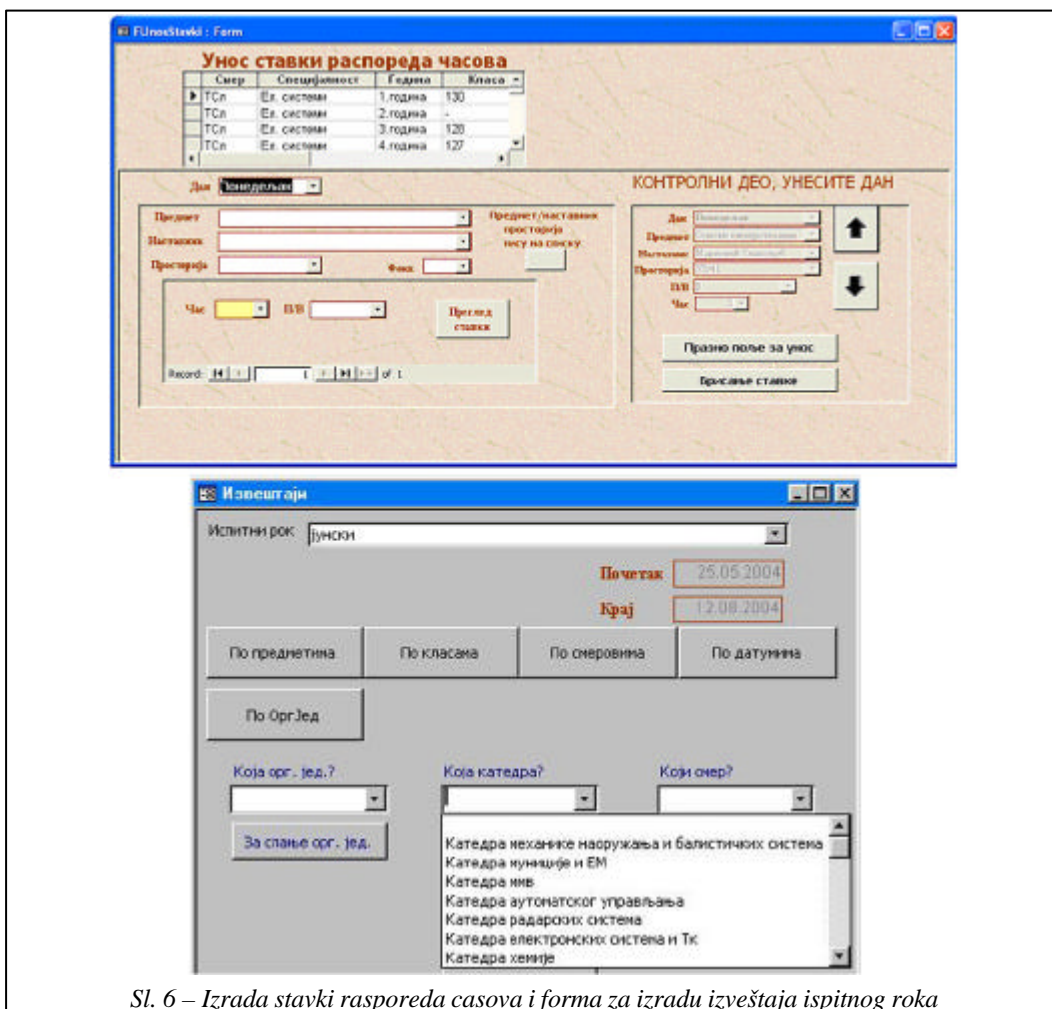 FUnosStavki : Form
Унос ставки распореда часова
Смер Специјалност Година Класа
ТСл Ел. системи 1.година 130
ТСл Ел. системи 2.година -
ТСл Ел. системи 3.година 128
ТСл Ел. системи 4.година 127
Дан Понедељак
КОНТРОЛНИ ДЕО, УНЕСИТЕ ДАН
Предмет
Наставник
Просторија
Фонд
Предмет/наставник
просторија
нису на списку
Час П/В
Преглед
ставки
Record: 1 of 1
Дан Понедељак
Предмет
Наставник
Просторија
П/В
Час
Празно поље за унос
Брисање ставке
Извештаји
Испитни рок јунски
Почетак 25.05.2004
Крај 12.08.2004
По предметима По класама По смеровима По датумима
По ОргЈед
Која орг. јед.? Која катедра? Који смер?
За слање орг. јед.
Катедра механике наоружања и балистичких система
Катедра муниције и ЕМ
Катедра ммв
Катедра аутоматског управљања
Катедра радарских система
Катедра електронских система и Тк
Катедра хемије
Sl. 6 – Izrada stavki rasporeda casova i forma za izradu izveštaja ispitnog roka